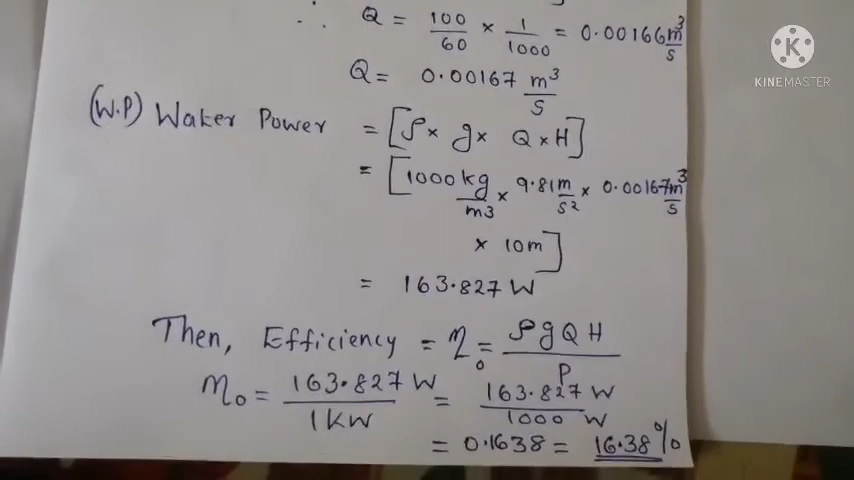 ∴ Q = 100/60 × 1/1000 = 0.00166 m³/s
Q = 0.00167 m³/s
(W.P) Water Power = [ρ × g × Q × H]
= [1000 kg/m3 × 9.81 m/s² × 0.00167 m³/s
× 10m]
= 163.827 W
Then, Efficiency = η₀ = ρgQH/P
η₀ = 163.827 W/1KW = 163.827 W/1000 W
= 0.1638 = 16.38%
KINEMASTER